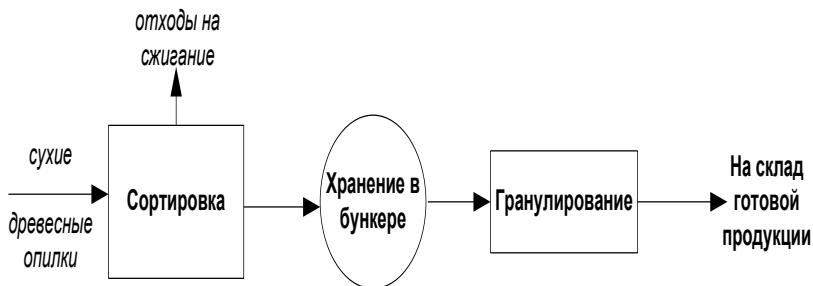 отходы на
сжигание
сухие
древесные
опилки
Сортировка
Хранение в
бункере
Гранулирование
На склад
готовой
продукции